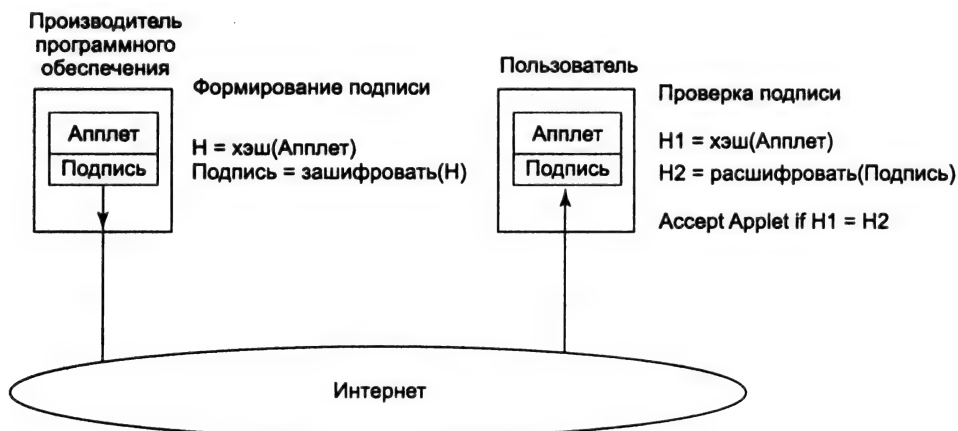 Производитель
программного
обеспечения
Формирование подписи
Апплет
Подпись
H = хэш(Апплет)
Подпись = зашифровать(H)
Пользователь
Проверка подписи
Апплет
Подпись
H1 = хэш(Апплет)
H2 = расшифровать(Подпись)
Accept Applet if H1 = H2
Интернет